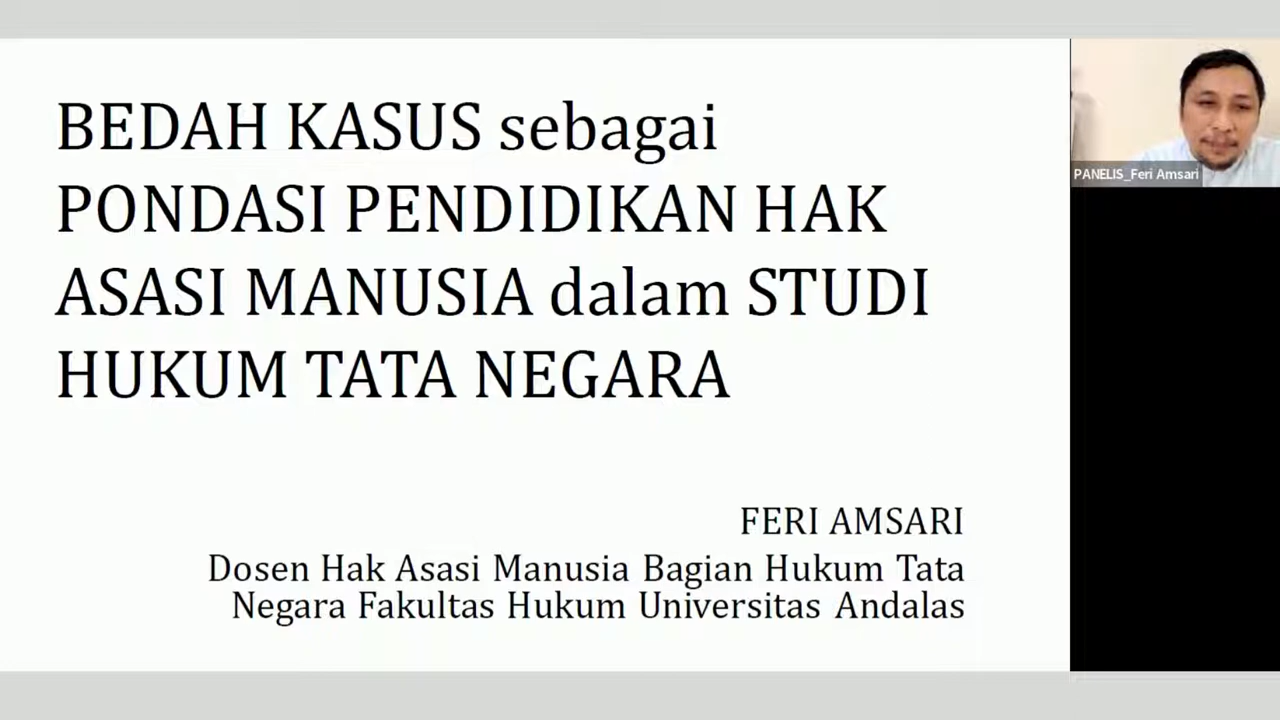 BEDAH KASUS sebagai
PONDASI PENDIDIKAN HAK
ASASI MANUSIA dalam STUDI
HUKUM TATA NEGARA
FERI AMSARI
Dosen Hak Asasi Manusia Bagian Hukum Tata
Negara Fakultas Hukum Universitas Andalas
PANELIS_Feri Amsari